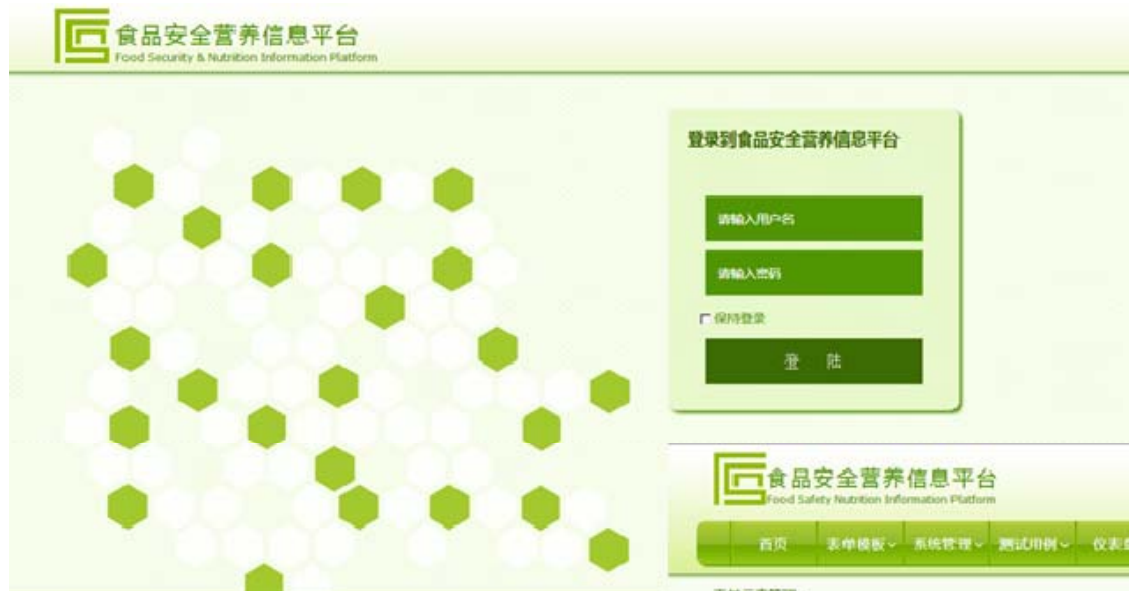 食品安全营养信息平台
Food Security & Nutrition Information Platform
登录到食品安全营养信息平台
请输入用户名
请输入密码
保持登录
登 陆
食品安全营养信息平台
Food Safety Nutrition Information Platform
首页 表单模板 系统管理 测试用例 仪表